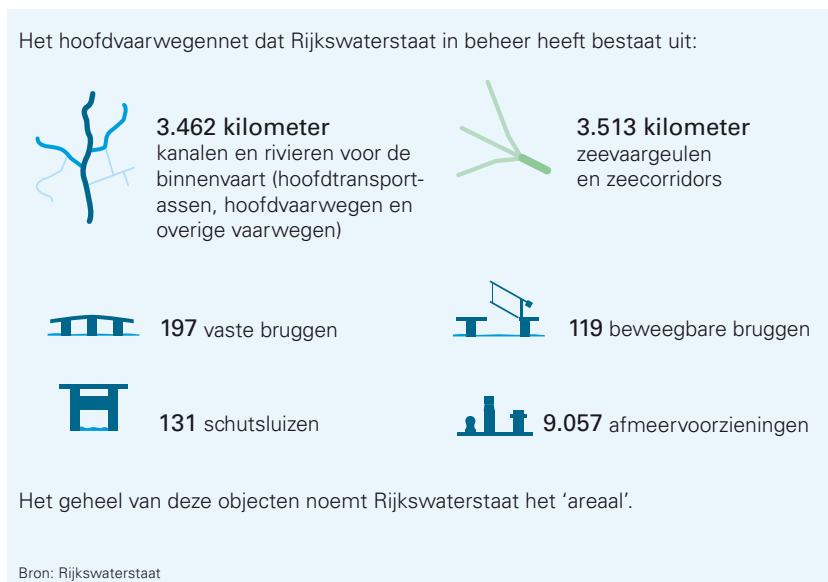 Het hoofdvaarwegennet dat Rijkswaterstaat in beheer heeft bestaat uit:
3.462 kilometer
kanalen en rivieren voor de
binnenvaart (hoofdtransport-
assen, hoofdvaarwegen en
overige vaarwegen)
3.513 kilometer
zeevaargeulen
en zeecorridors
197 vaste bruggen
119 beweegbare bruggen
131 schutsluizen
9.057 afmeervoorzieningen
Het geheel van deze objecten noemt Rijkswaterstaat het ‘areaal’.
Bron: Rijkswaterstaat